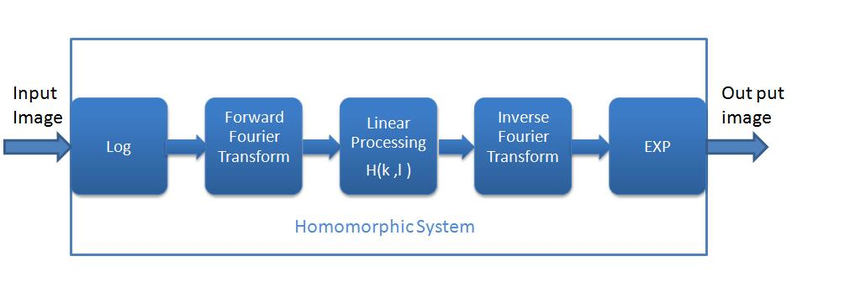 Input
Image
Log
Forward
Fourier
Transform
Linear
Processing
H(k ,l )
Inverse
Fourier
Transform
EXP
Out put
image
Homomorphic System